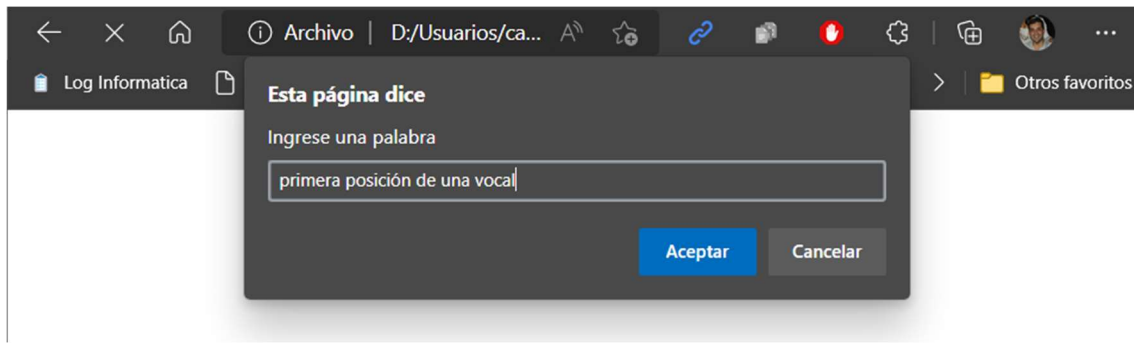 Archivo | D:/Usuarios/ca... A
Log Informatica
Otros favoritos
Esta página dice
Ingrese una palabra
primera posición de una vocal
Aceptar Cancelar